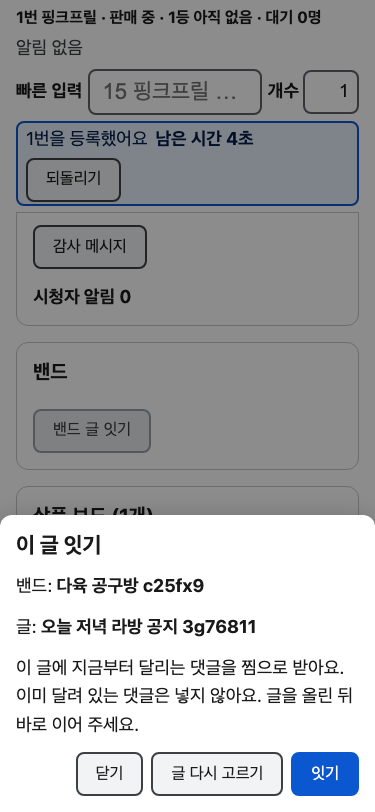 1번 핑크프릴 · 판매 중 · 1등 아직 없음 · 대기 0명
알림 없음
빠른 입력 15 핑크프릴 … 개수 1
1번을 등록했어요 남은 시간 4초
되돌리기
감사 메시지
시청자 알림 0
밴드
밴드 글 잇기
상품 보드 (1개)
이 글 잇기
밴드: 다육 공구방 c25fx9
글: 오늘 저녁 라방 공지 3g76811
이 글에 지금부터 달리는 댓글을 찜으로 받아요.
이미 달려 있는 댓글은 넣지 않아요. 글을 올린 뒤
바로 이어 주세요.
닫기 글 다시 고르기 잇기